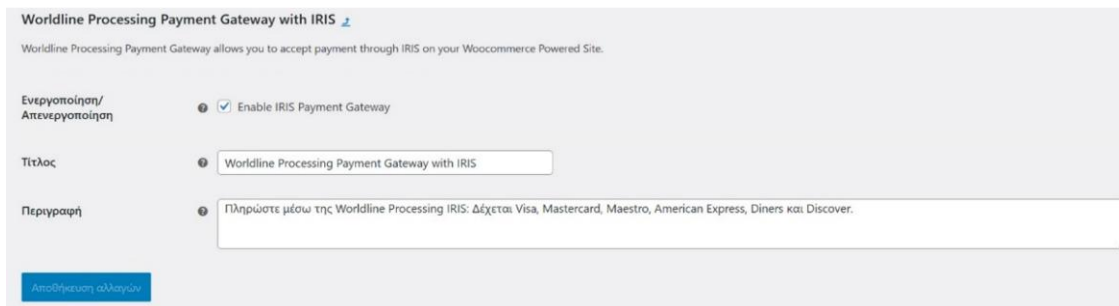 Worldline Processing Payment Gateway with IRIS
Worldline Processing Payment Gateway allows you to accept payment through IRIS on your Woocommerce Powered Site.
Ενεργοποίηση/
Απενεργοποίηση
Enable IRIS Payment Gateway
Τίτλος
Worldline Processing Payment Gateway with IRIS
Περιγραφή
Πληρώστε μέσω της Worldline Processing IRIS: Δέχεται Visa, Mastercard, Maestro, American Express, Diners και Discover.
Αποθήκευση αλλαγών